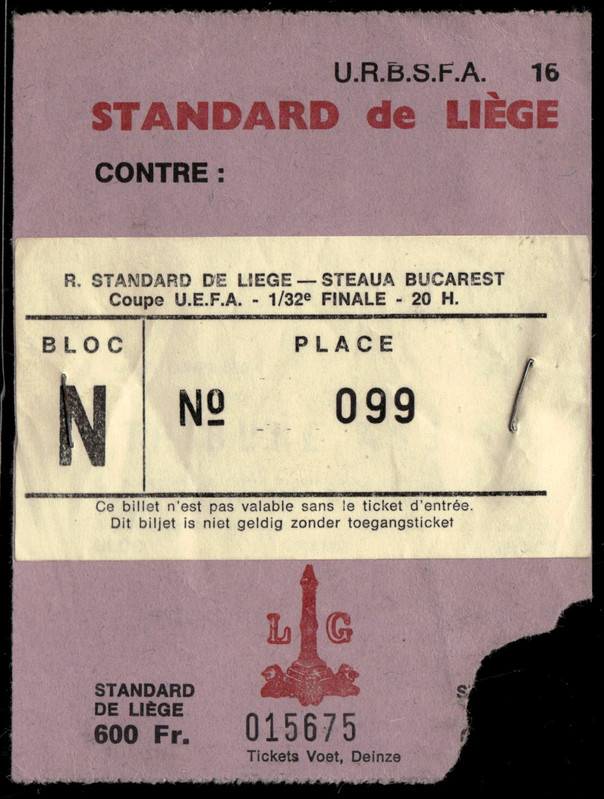 U.R.B.S.F.A. 16
STANDARD de LIÈGE
CONTRE :
R. STANDARD DE LIEGE — STEAUA BUCAREST
Coupe U.E.F.A. - 1/32e FINALE - 20 H.
BLOC PLACE
N Nº 099
Ce billet n'est pas valable sans le ticket d'entrée.
Dit biljet is niet geldig zonder toegangsticket
L G
STANDARD
DE LIÈGE
600 Fr.
015675
Tickets Voet, Deinze